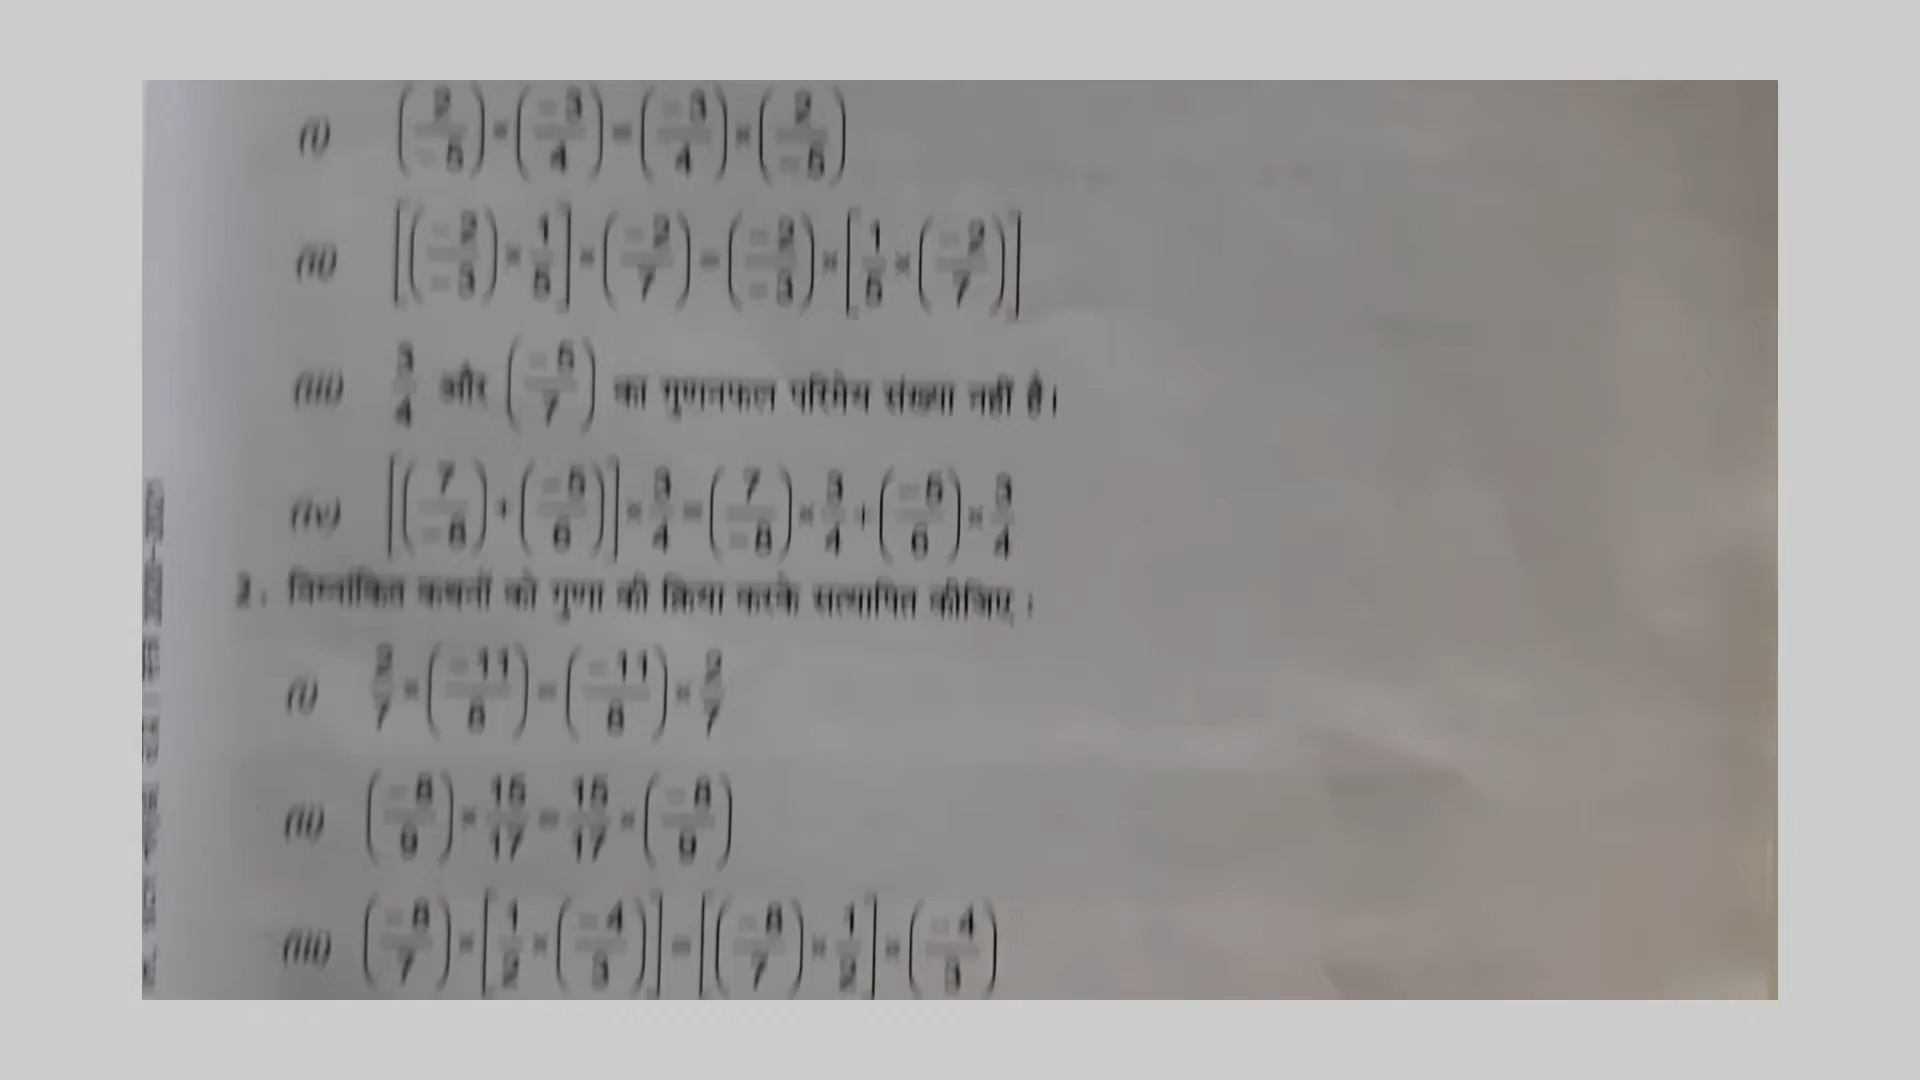 (i) (2/-5) × (-3/4) = (-3/4) × (2/-5)
(ii) [(-2/-3) × 1/5] × (-2/7) = (-2/-3) × [1/5 × (-2/7)]
(iii) 3/4 और (-5/7) का गुणनफल परिमेय संख्या नहीं है।
(iv) [(7/-8) + (-5/6)] × 3/4 = (7/-8) × 3/4 + (-5/6) × 3/4
2. निम्नांकित कथनों को गुणा की क्रिया करके सत्यापित कीजिए।
(i) 2/7 × (-11/8) = (-11/8) × 2/7
(ii) (-8/9) × 15/17 = 15/17 × (-8/9)
(iii) (-8/7) × [1/2 × (-4/3)] = [(-8/7) × 1/2] × (-4/3)